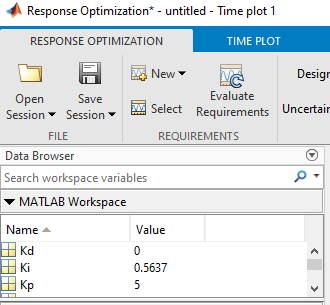 Response Optimization* - untitled - Time plot 1
RESPONSE OPTIMIZATION
TIME PLOT
Open Session
Save Session
New
Select
Evaluate Requirements
Design
Uncertain
FILE
REQUIREMENTS
Data Browser
Search workspace variables
MATLAB Workspace
Name Value
Kd 0
Ki 0.5637
Kp 5